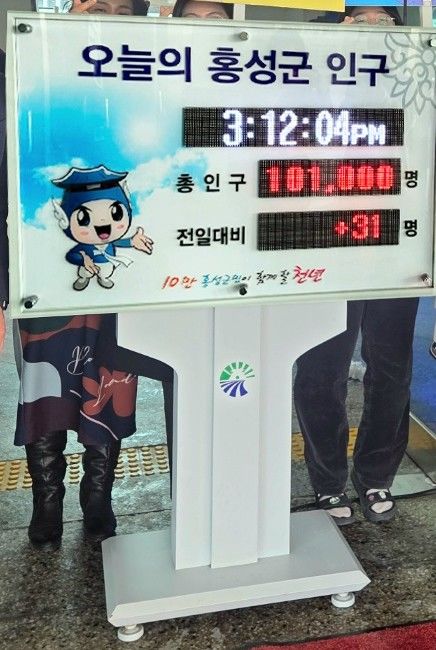 오늘의 홍성군 인구
3:12:04PM
총 인 구 101,000 명
전일대비 +31 명
10만 홍성군민이 함께 할 천년